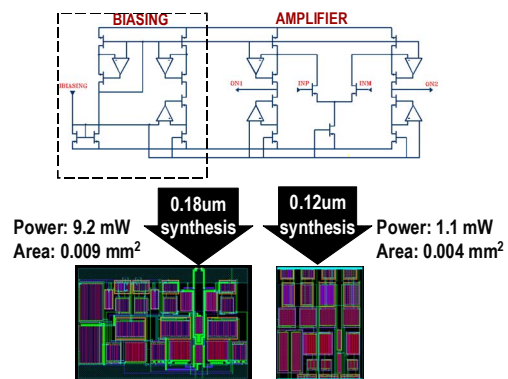 BIASING AMPLIFIER
IBIASING
ON1
INP
INM
ON2
0.18um
synthesis
0.12um
synthesis
Power: 9.2 mW
Area: 0.009 mm²
Power: 1.1 mW
Area: 0.004 mm²